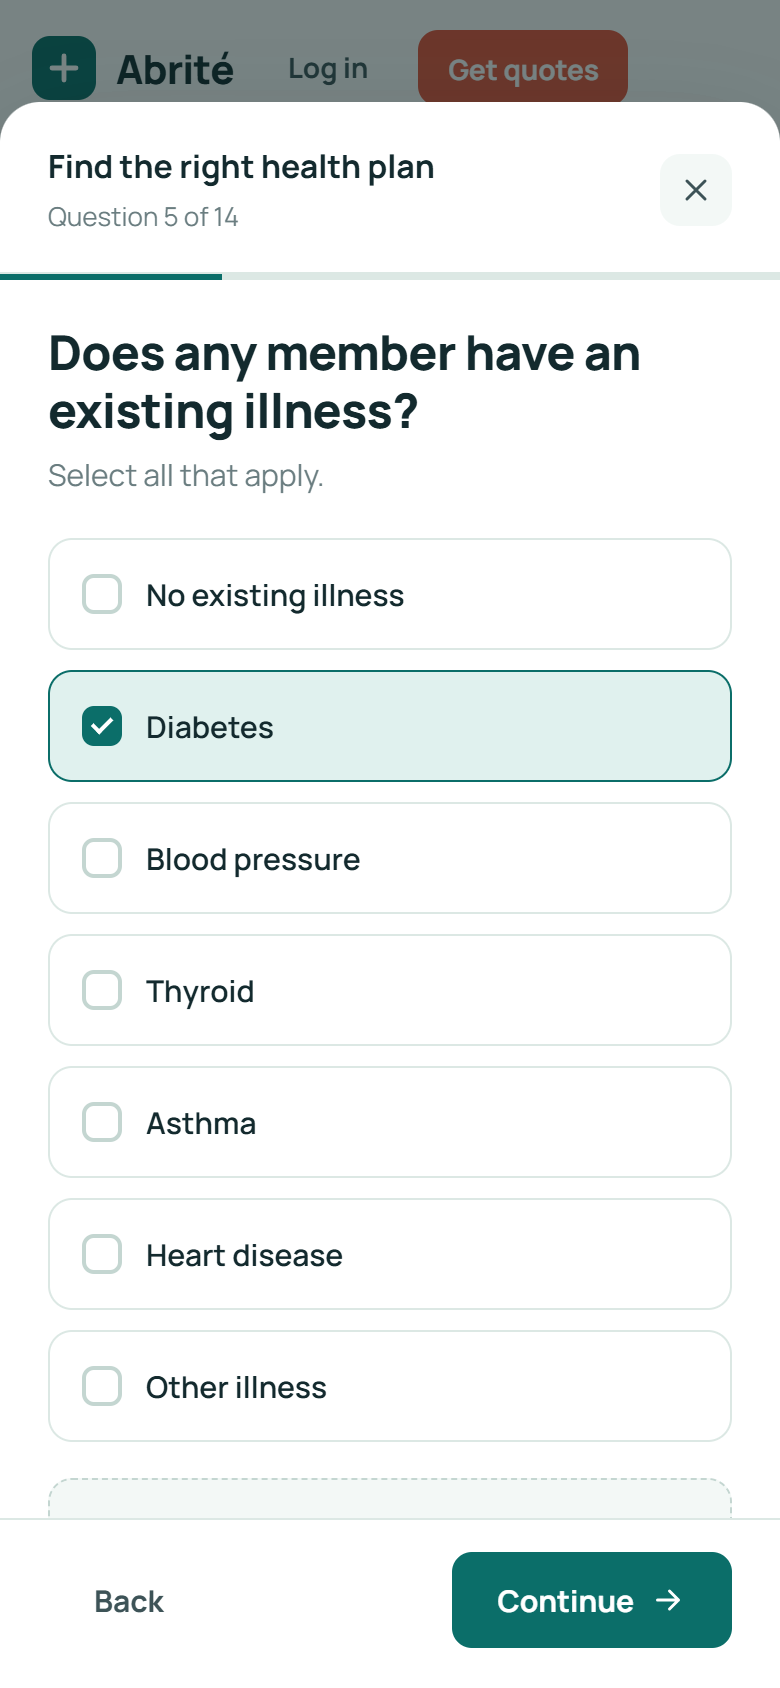 Abrité
Log in
Get quotes
Find the right health plan
Question 5 of 14
Does any member have an
existing illness?
Select all that apply.
No existing illness
Diabetes
Blood pressure
Thyroid
Asthma
Heart disease
Other illness
Back
Continue